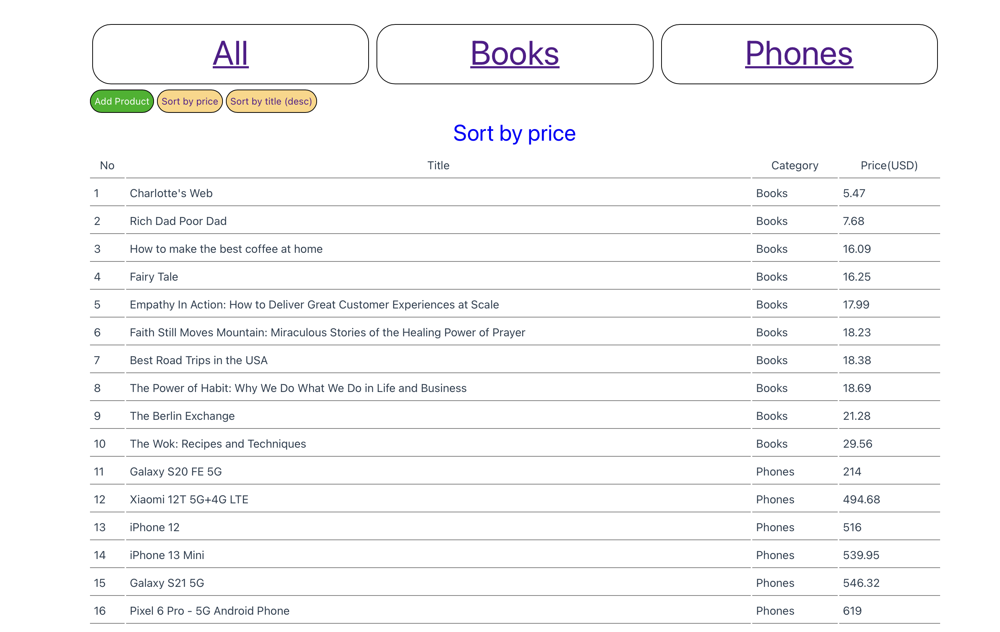 All Books Phones
Add Product Sort by price Sort by title (desc)
Sort by price
No Title Category Price(USD)
1 Charlotte's Web Books 5.47
2 Rich Dad Poor Dad Books 7.68
3 How to make the best coffee at home Books 16.09
4 Fairy Tale Books 16.25
5 Empathy In Action: How to Deliver Great Customer Experiences at Scale Books 17.99
6 Faith Still Moves Mountain: Miraculous Stories of the Healing Power of Prayer Books 18.23
7 Best Road Trips in the USA Books 18.38
8 The Power of Habit: Why We Do What We Do in Life and Business Books 18.69
9 The Berlin Exchange Books 21.28
10 The Wok: Recipes and Techniques Books 29.56
11 Galaxy S20 FE 5G Phones 214
12 Xiaomi 12T 5G+4G LTE Phones 494.68
13 iPhone 12 Phones 516
14 iPhone 13 Mini Phones 539.95
15 Galaxy S21 5G Phones 546.32
16 Pixel 6 Pro - 5G Android Phone Phones 619